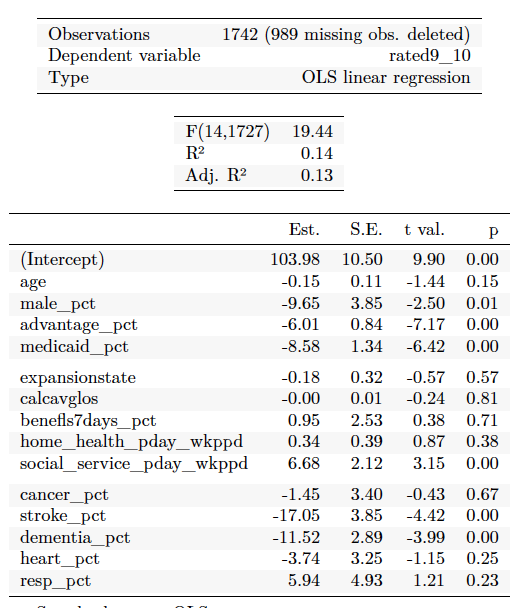 Observations 1742 (989 missing obs. deleted)
Dependent variable rated9_10
Type OLS linear regression
F(14,1727) 19.44
R² 0.14
Adj. R² 0.13
Est. S.E. t val. p
(Intercept) 103.98 10.50 9.90 0.00
age -0.15 0.11 -1.44 0.15
male_pct -9.65 3.85 -2.50 0.01
advantage_pct -6.01 0.84 -7.17 0.00
medicaid_pct -8.58 1.34 -6.42 0.00
expansionstate -0.18 0.32 -0.57 0.57
calcavglos -0.00 0.01 -0.24 0.81
benefls7days_pct 0.95 2.53 0.38 0.71
home_health_pday_wkppd 0.34 0.39 0.87 0.38
social_service_pday_wkppd 6.68 2.12 3.15 0.00
cancer_pct -1.45 3.40 -0.43 0.67
stroke_pct -17.05 3.85 -4.42 0.00
dementia_pct -11.52 2.89 -3.99 0.00
heart_pct -3.74 3.25 -1.15 0.25
resp_pct 5.94 4.93 1.21 0.23